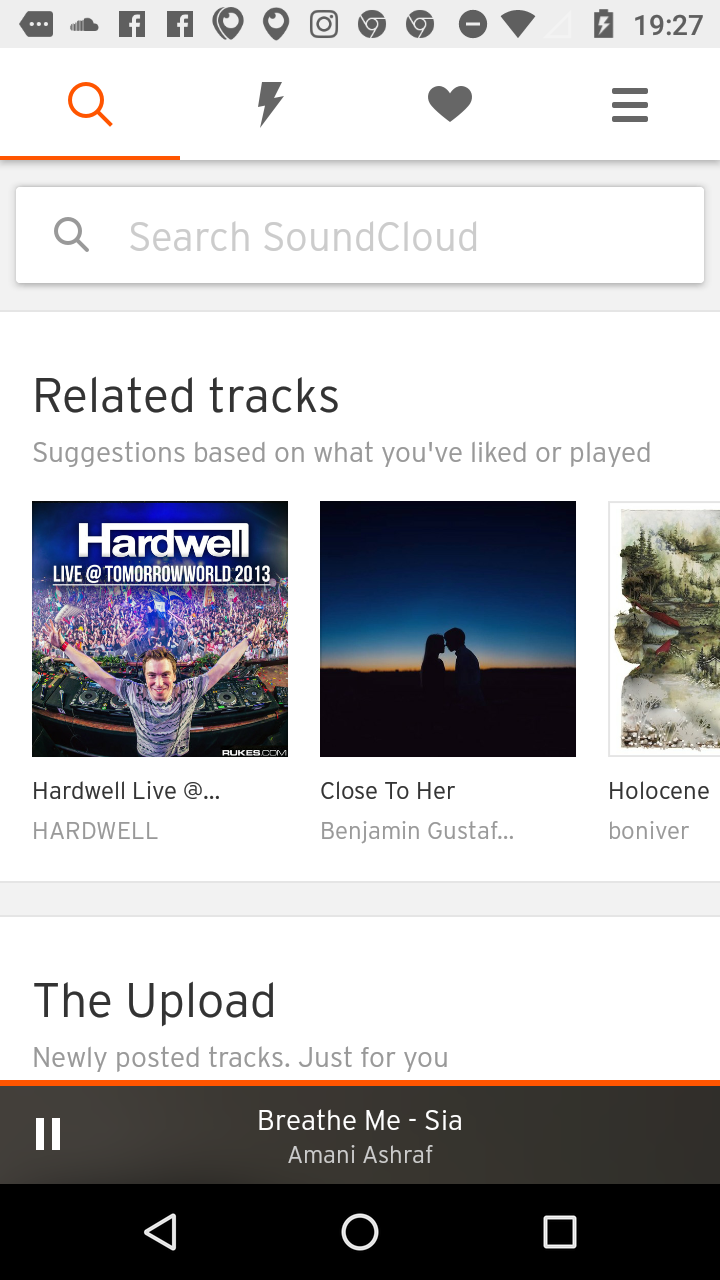 19:27
Search SoundCloud
Related tracks
Suggestions based on what you've liked or played
Hardwell
LIVE @ TOMORROWWORLD 2013
RUKES.COM
Hardwell Live @...
HARDWELL
Close To Her
Benjamin Gustaf...
Holocene
boniver
The Upload
Newly posted tracks. Just for you
Breathe Me - Sia
Amani Ashraf